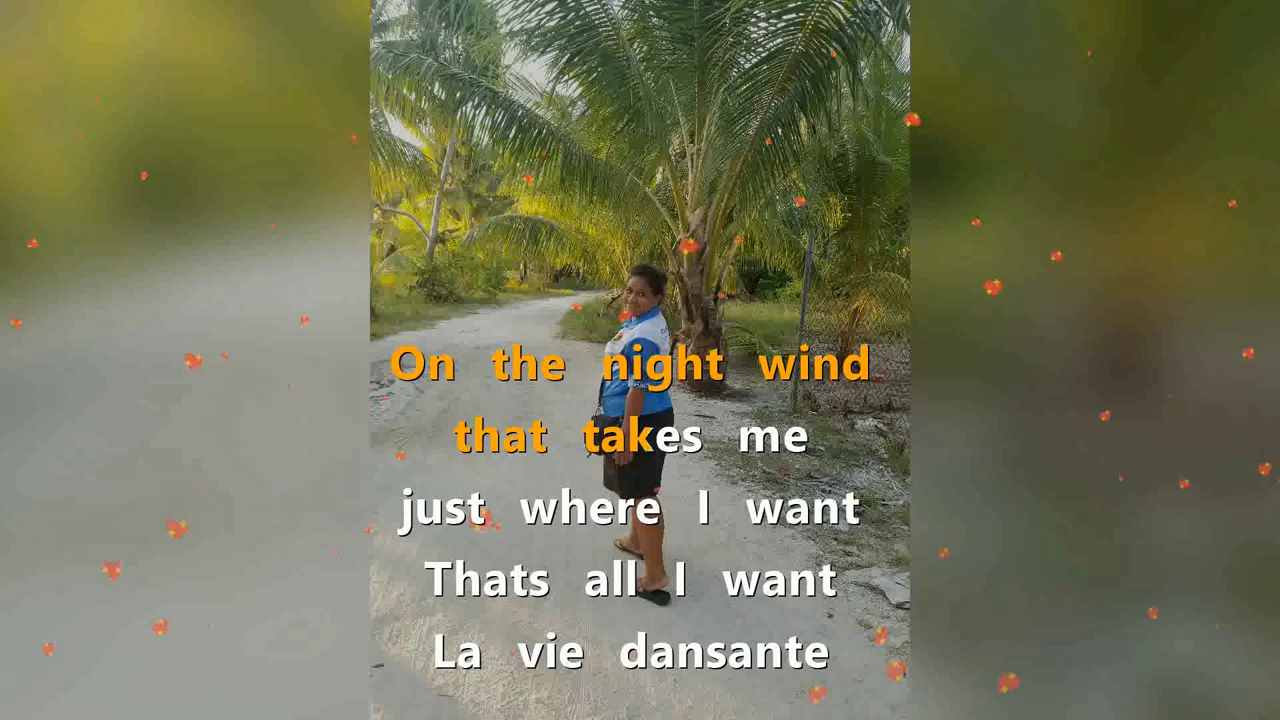 On the night wind
that takes me
just where I want
Thats all I want
La vie dansante